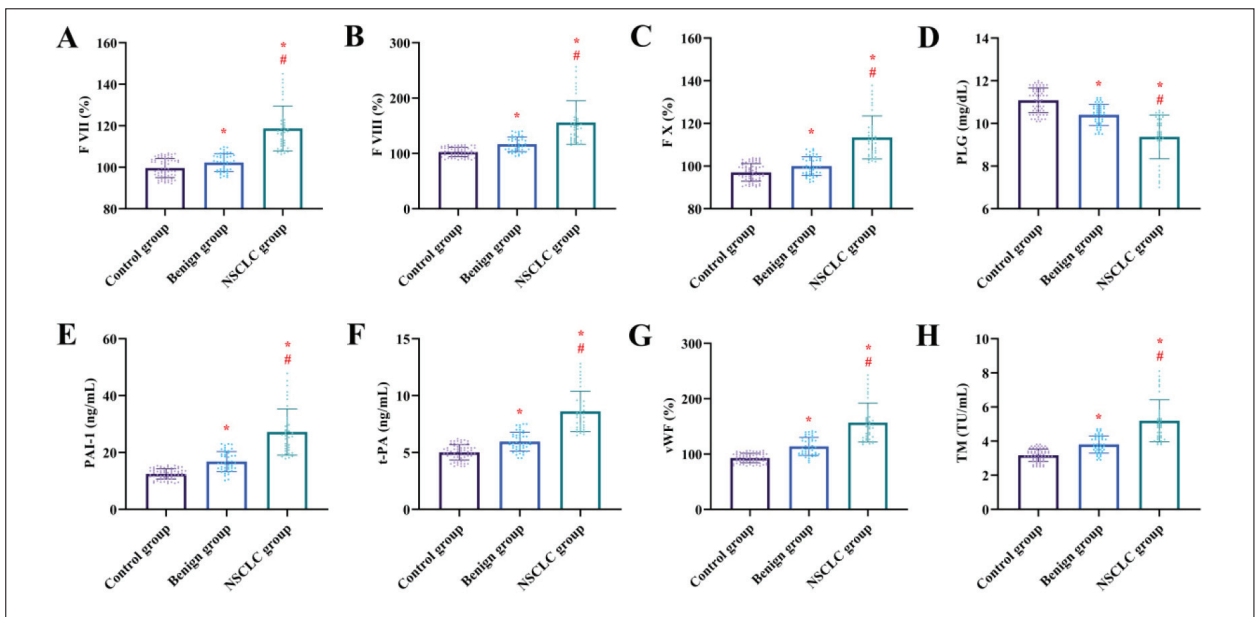 A
F VII (%)
160
140
120
100
80
*
*
#
Control group
Benign group
NSCLC group
B
F VIII (%)
300
200
100
0
*
*
#
Control group
Benign group
NSCLC group
C
F X (%)
160
140
120
100
80
*
*
#
Control group
Benign group
NSCLC group
D
PLG (mg/dL)
14
12
10
8
6
*
*
#
Control group
Benign group
NSCLC group
E
PAI-1 (ng/mL)
60
40
20
0
*
*
#
Control group
Benign group
NSCLC group
F
t-PA (ng/mL)
15
10
5
0
*
*
#
Control group
Benign group
NSCLC group
G
vWF (%)
300
200
100
0
*
*
#
Control group
Benign group
NSCLC group
H
TM (TU/mL)
10
8
6
4
2
0
*
*
#
Control group
Benign group
NSCLC group